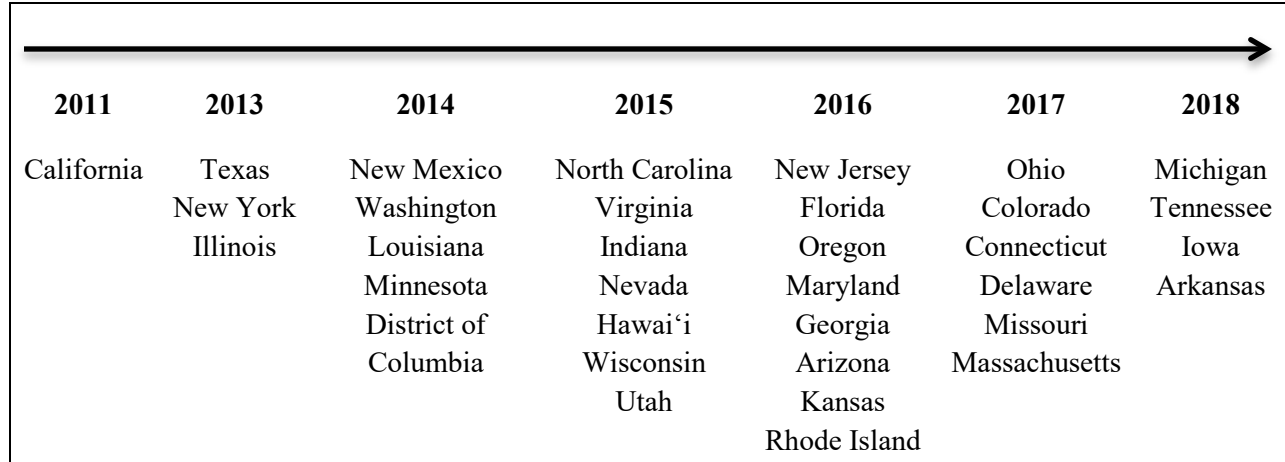 2011 2013 2014 2015 2016 2017 2018
California Texas New Mexico North Carolina New Jersey Ohio Michigan
New York Washington Virginia Florida Colorado Tennessee
Illinois Louisiana Indiana Oregon Connecticut Iowa
Minnesota Nevada Maryland Delaware Arkansas
District of Hawai‘i Georgia Missouri
Columbia Wisconsin Arizona Massachusetts
Utah Kansas
Rhode Island